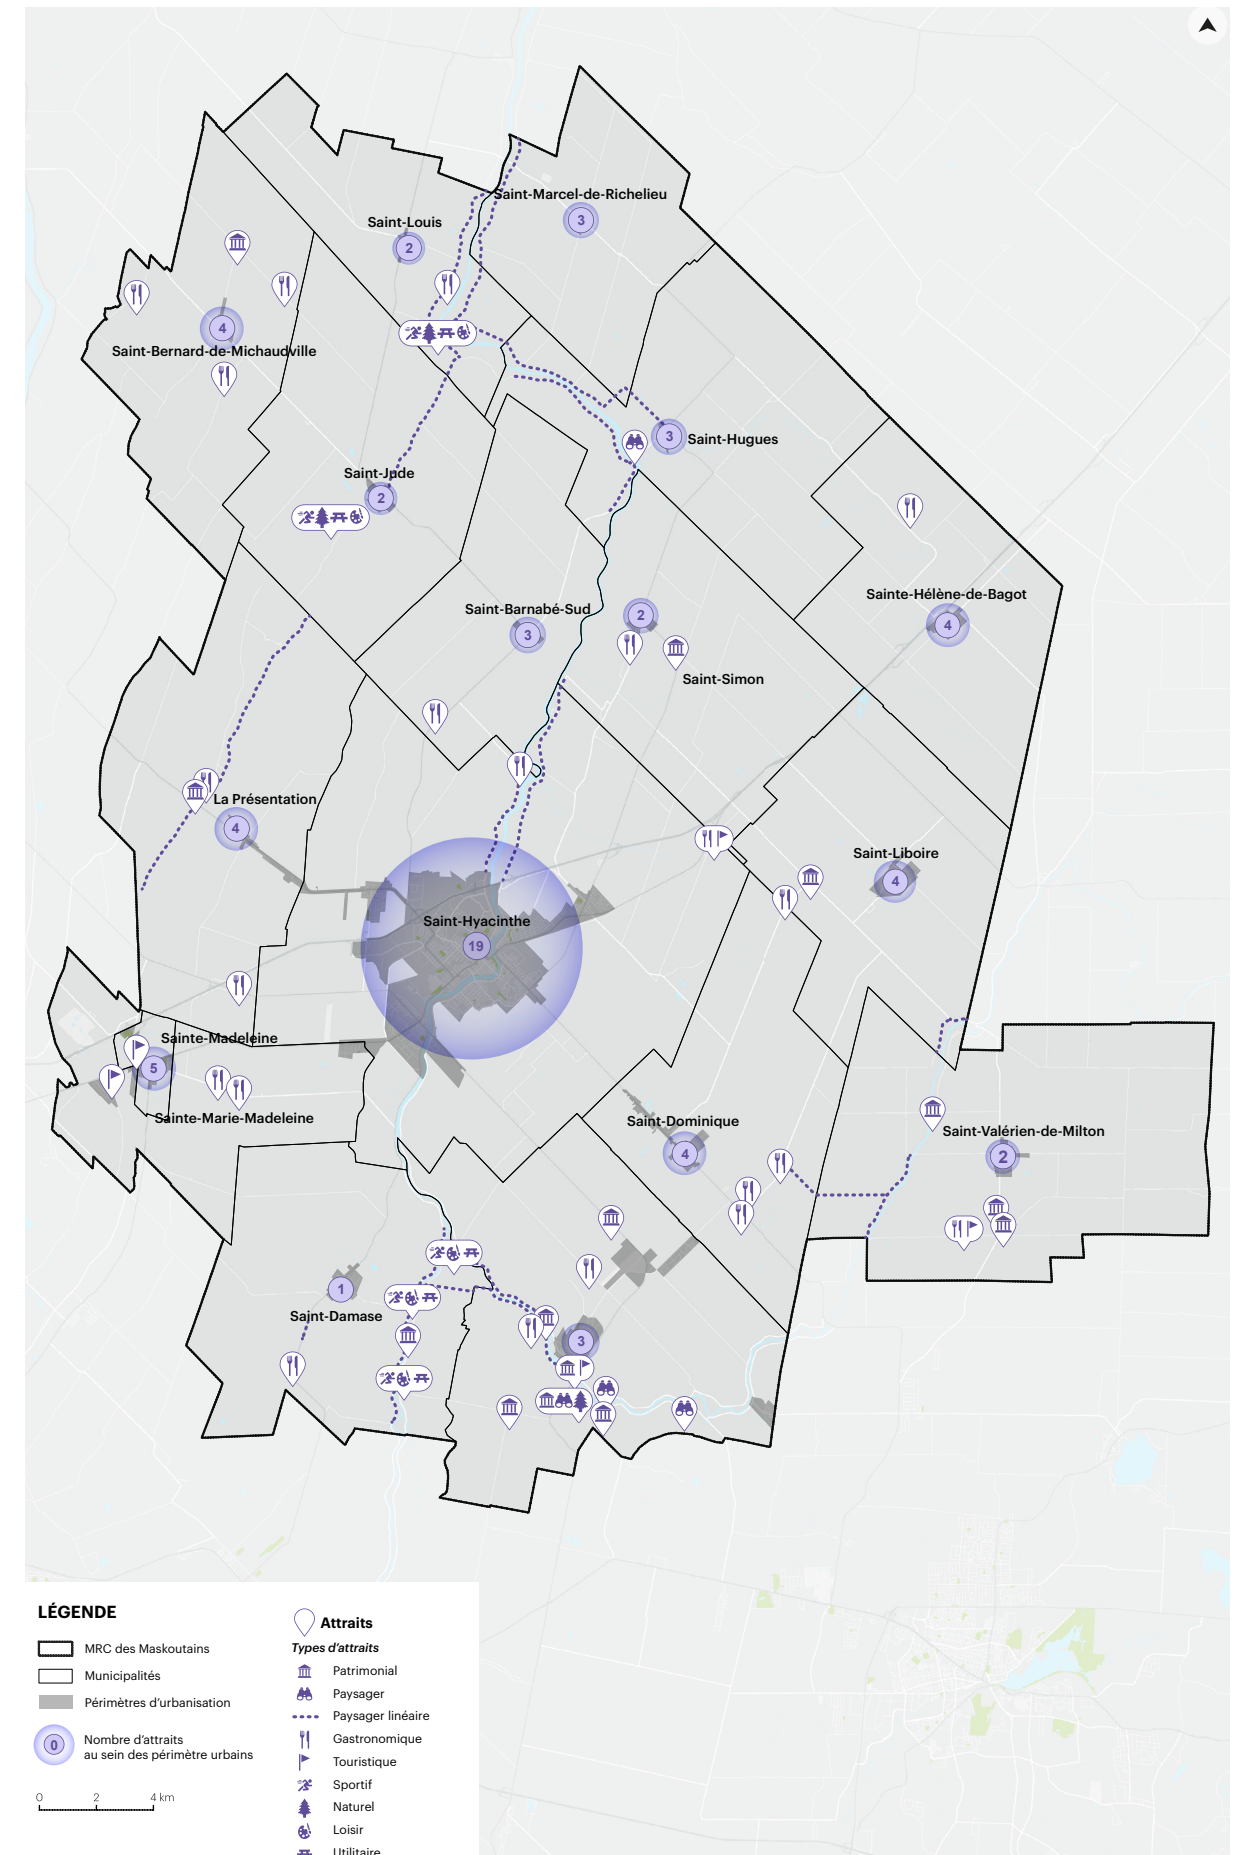 Saint-Marcel-de-Richelieu
3
Saint-Louis
2
4
Saint-Bernard-de-Michaudville
3
Saint-Hugues
Saint-Jude
2
Sainte-Hélène-de-Bagot
4
Saint-Barnabé-Sud
3
2
Saint-Simon
La Présentation
4
Saint-Liboire
4
Saint-Hyacinthe
19
Sainte-Madeleine
5
Sainte-Marie-Madeleine
Saint-Dominique
4
Saint-Valérien-de-Milton
2
1
Saint-Damase
3
LÉGENDE
MRC des Maskoutains
Municipalités
Périmètres d'urbanisation
0
Nombre d'attraits
au sein des périmètre urbains
0 2 4 km
Attraits
Types d'attraits
Patrimonial
Paysager
Paysager linéaire
Gastronomique
Touristique
Sportif
Naturel
Loisir
Utilitaire